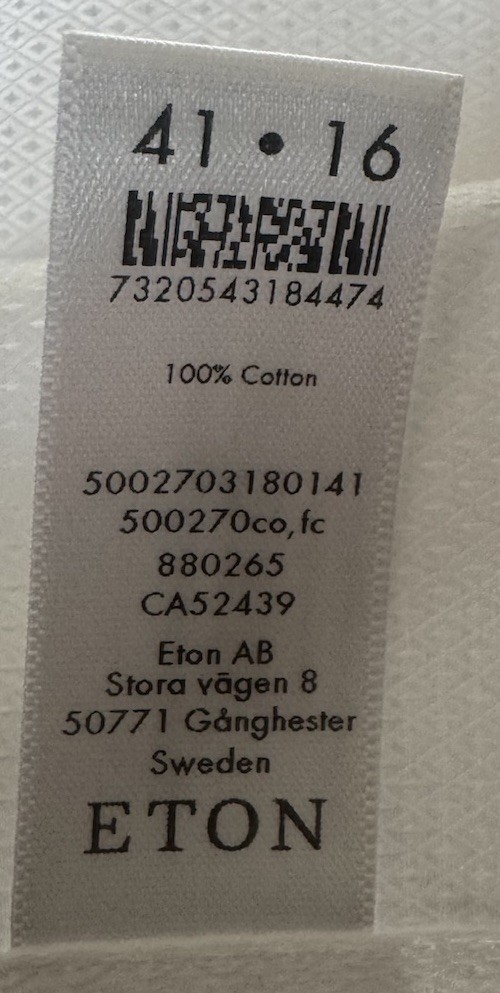 41 • 16
7320543184474
100% Cotton
5002703180141
500270co,fc
880265
CA52439
Eton AB
Stora vägen 8
50771 Gånghester
Sweden
ETON